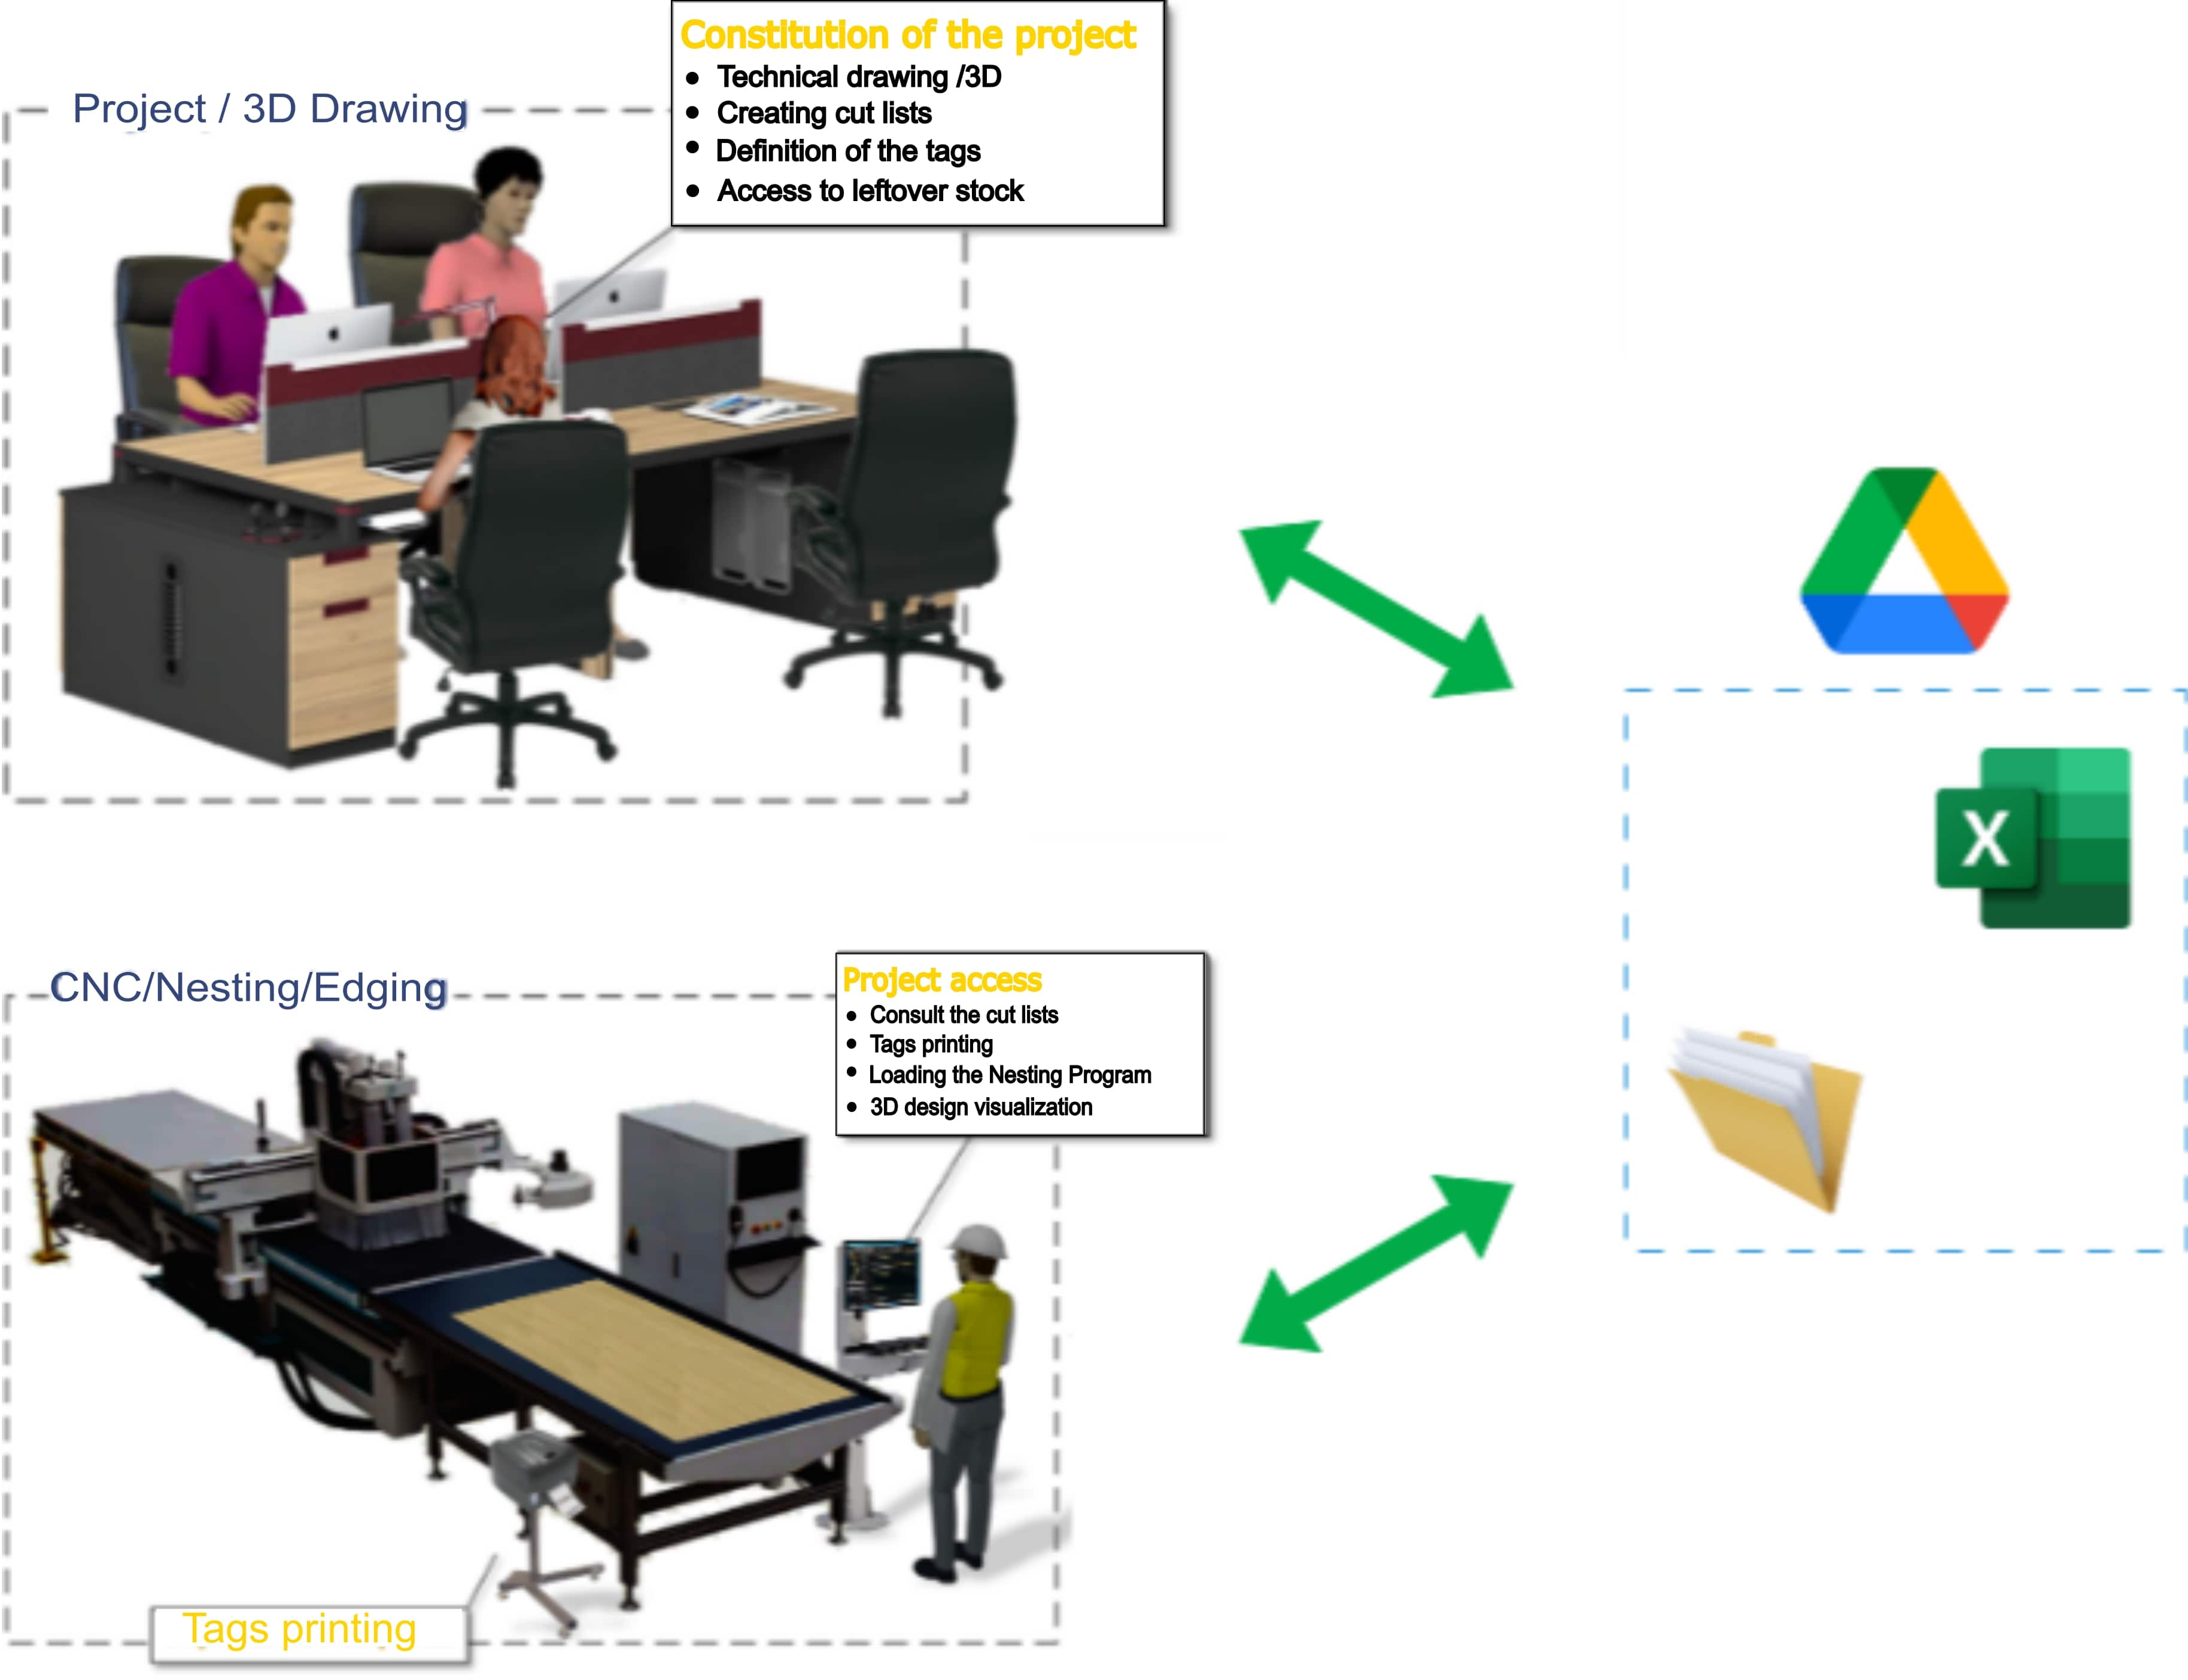 Constitution of the project
• Technical drawing /3D
• Creating cut lists
• Definition of the tags
• Access to leftover stock
Project / 3D Drawing
X
CNC/Nesting/Edging
Project access
• Consult the cut lists
• Tags printing
• Loading the Nesting Program
• 3D design visualization
Tags printing